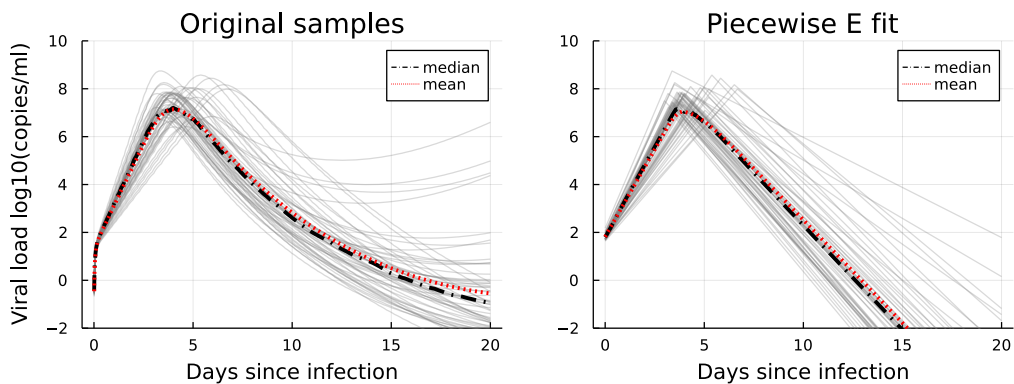 Original samples
Viral load log10(copies/ml)
10
8
6
4
2
0
−2
median
mean
0
5
10
15
20
Days since infection
Piecewise E fit
10
8
6
4
2
0
−2
median
mean
0
5
10
15
20
Days since infection